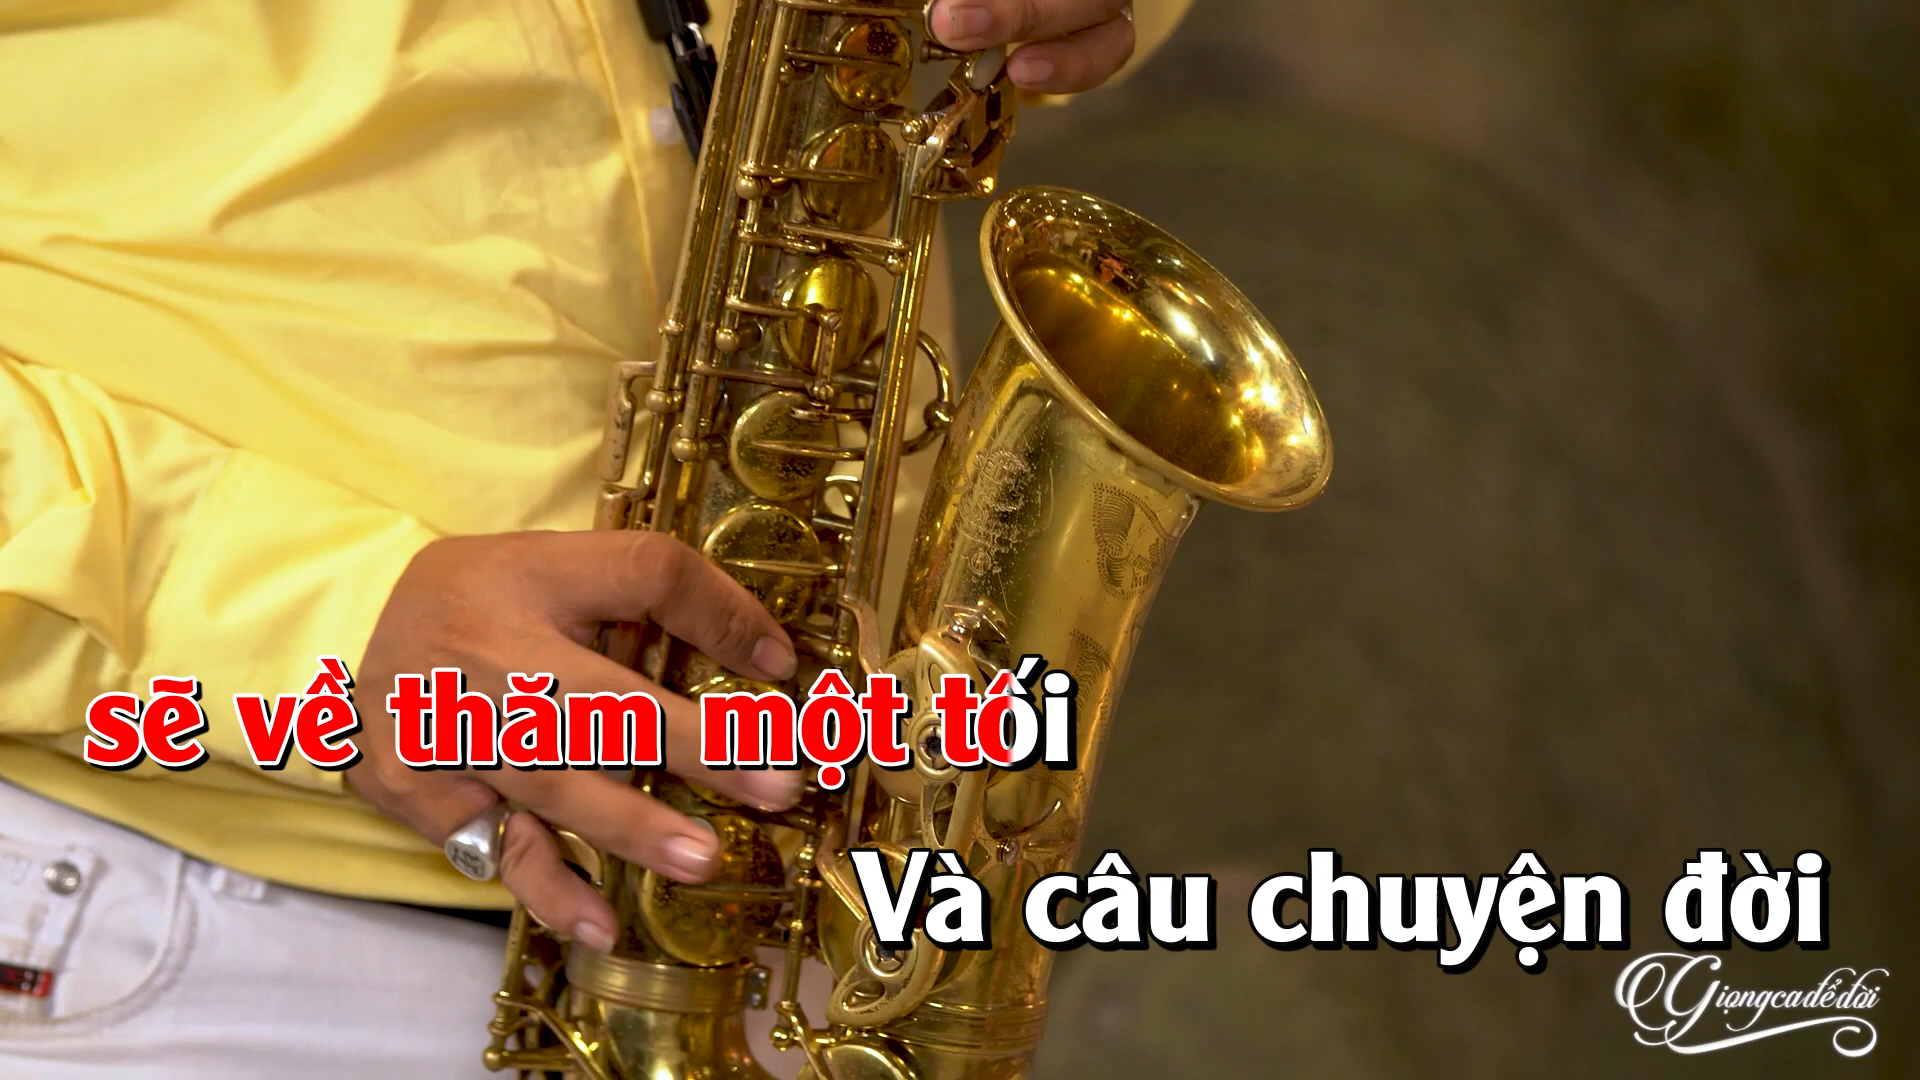 sẽ về thăm một tối
Và câu chuyện đời
Giọngcađểđời